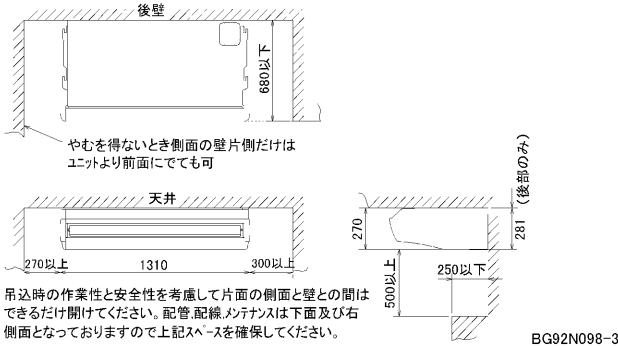 後壁
680以下
やむを得ないとき側面の壁片側だけは
ユニットより前面にでても可
天井
270以上
1310
300以上
270
281
(後部のみ)
250以下
500以上
吊込時の作業性と安全性を考慮して片面の側面と壁との間は
できるだけ開けてください。配管,配線,メンテナンスは下面及び右
側面となっておりますので上記スペースを確保してください。
BG92N098-3